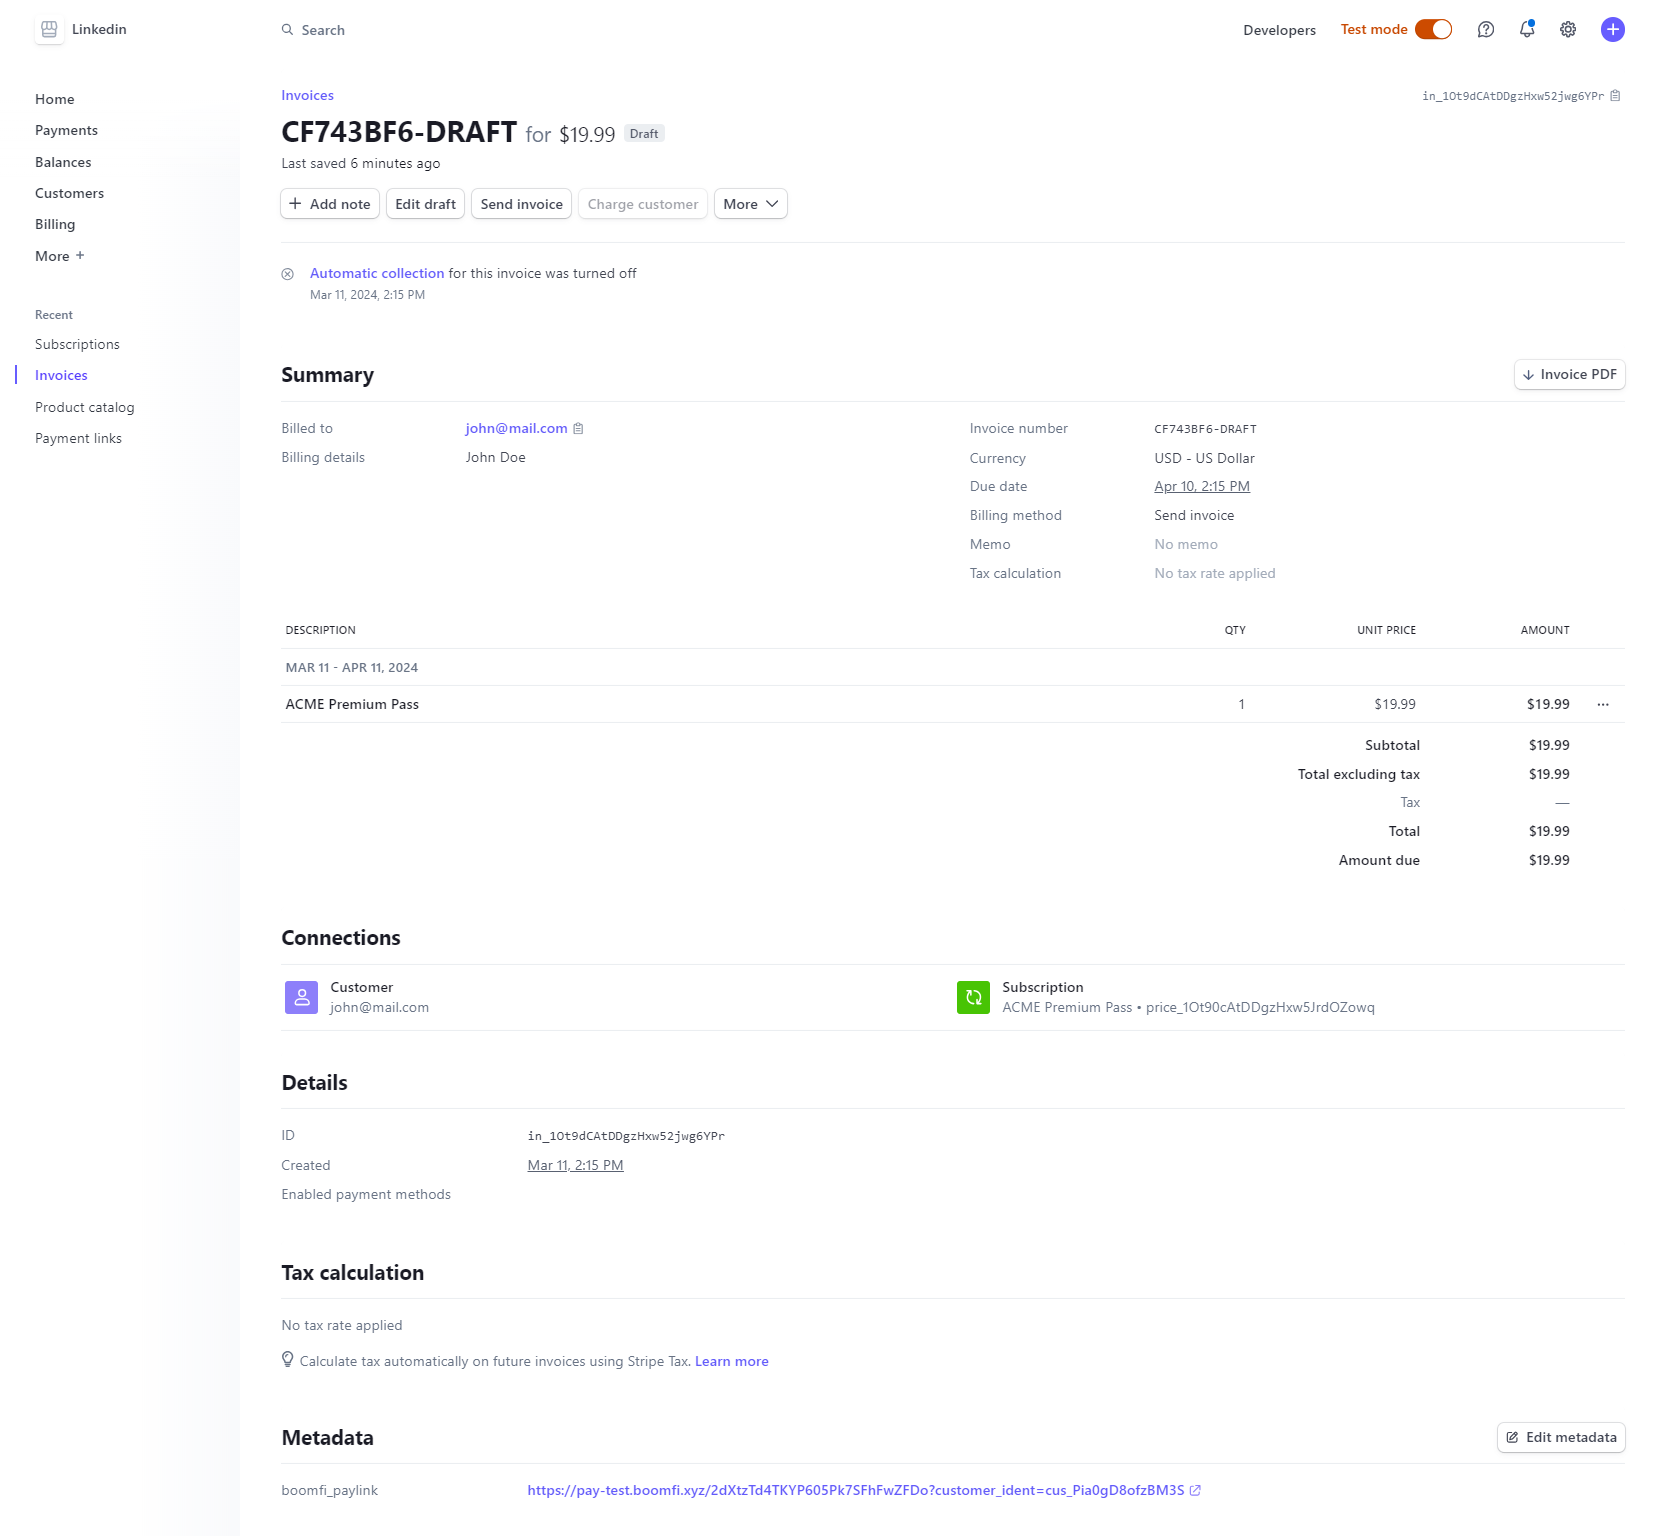 Linkedin
Search
Developers
Test mode
Home
Payments
Balances
Customers
Billing
More +
Recent
Subscriptions
Invoices
Product catalog
Payment links
Invoices
in_1Ot9dCAtDDgzHxw52jwg6YPr
CF743BF6-DRAFT for $19.99 Draft
Last saved 6 minutes ago
+ Add note
Edit draft
Send invoice
Charge customer
More
Automatic collection for this invoice was turned off
Mar 11, 2024, 2:15 PM
Summary
Invoice PDF
Billed to john@mail.com
Billing details John Doe
Invoice number CF743BF6-DRAFT
Currency USD - US Dollar
Due date Apr 10, 2:15 PM
Billing method Send invoice
Memo No memo
Tax calculation No tax rate applied
DESCRIPTION QTY UNIT PRICE AMOUNT
MAR 11 - APR 11, 2024
ACME Premium Pass 1 $19.99 $19.99 ...
Subtotal $19.99
Total excluding tax $19.99
Tax —
Total $19.99
Amount due $19.99
Connections
Customer
john@mail.com
Subscription
ACME Premium Pass • price_1Ot90cAtDDgzHxw5JrdOZowq
Details
ID in_1Ot9dCAtDDgzHxw52jwg6YPr
Created Mar 11, 2:15 PM
Enabled payment methods
Tax calculation
No tax rate applied
Calculate tax automatically on future invoices using Stripe Tax. Learn more
Metadata
Edit metadata
boomfi_paylink https://pay-test.boomfi.xyz/2dXtzTd4TKYP605Pk7SFhFwZFDo?customer_ident=cus_Pia0gD8ofzBM3S